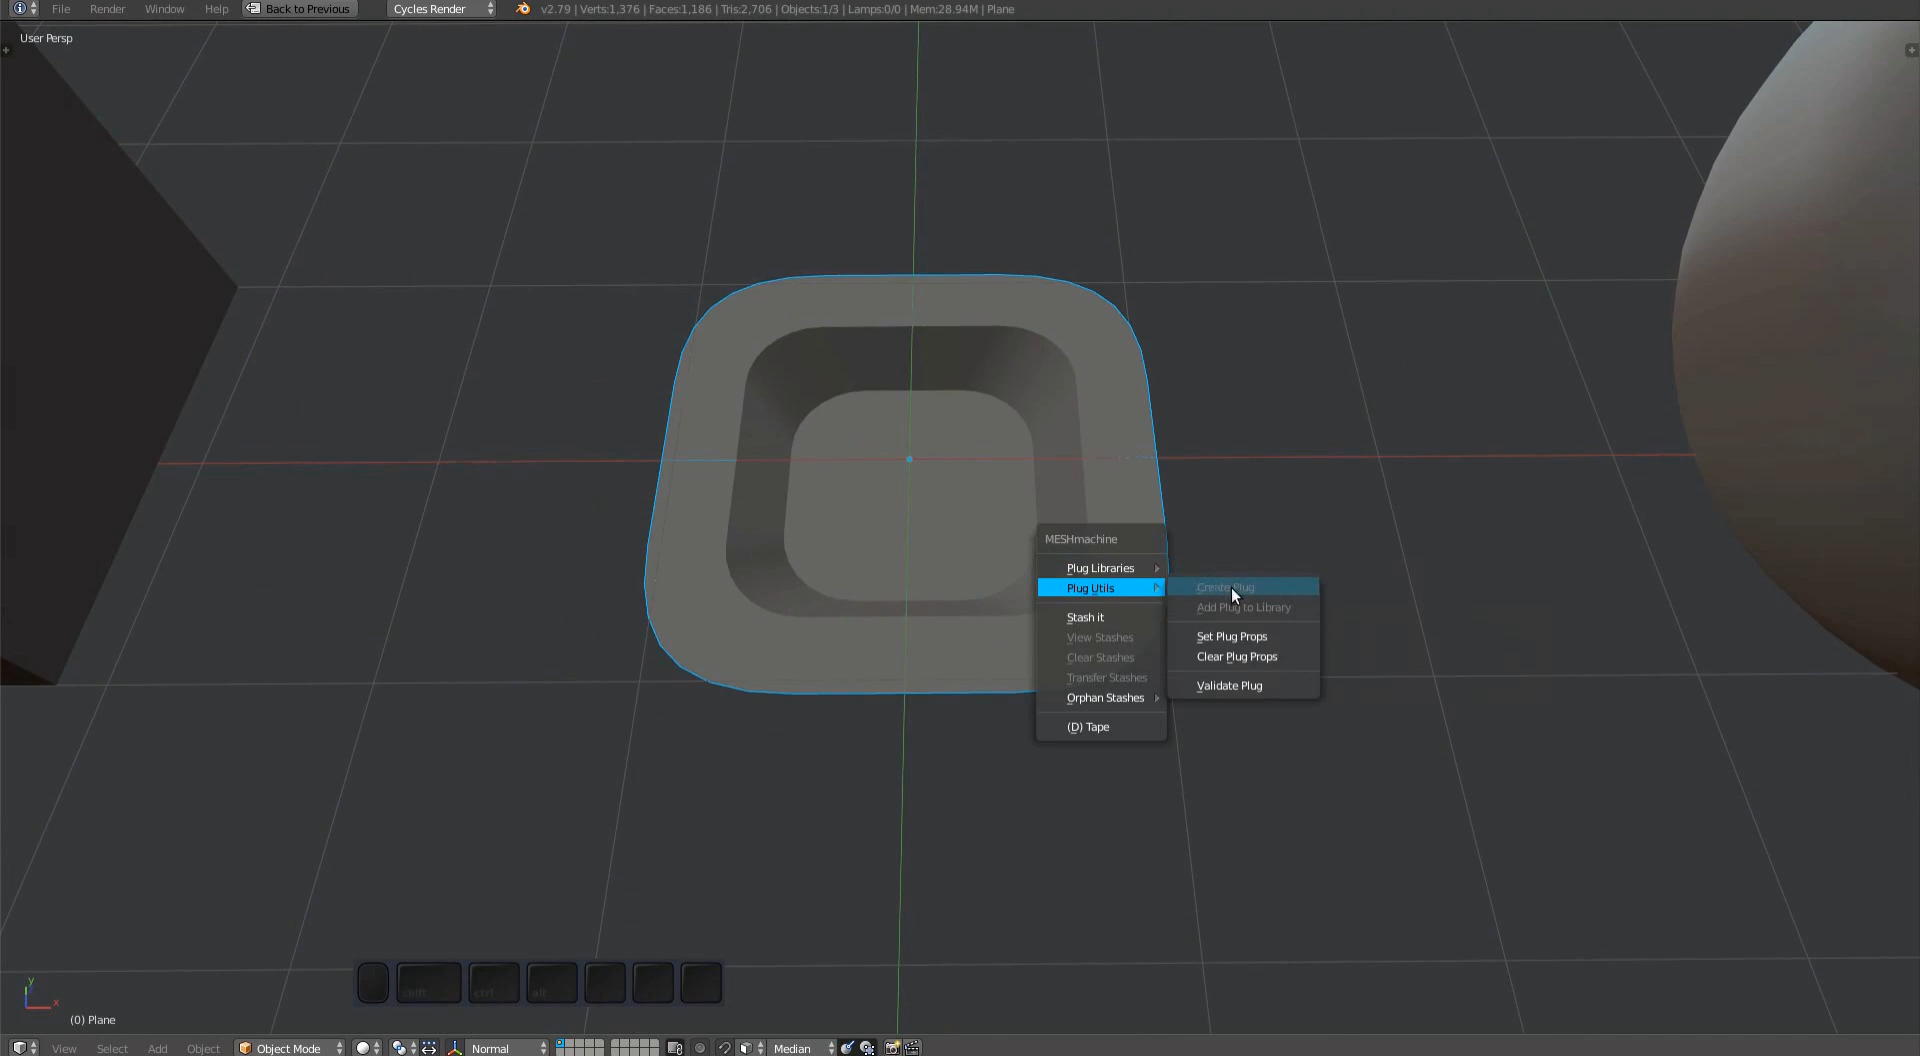 File Render Window Help Back to Previous Cycles Render v2.79 | Verts:1,376 | Faces:1,186 | Tris:2,706 | Objects:1/3 | Lamps:0/0 | Mem:28.94M | Plane
User Persp
MESHmachine
Plug Libraries
Plug Utils
Create Plug
Add Plug to Library
Stash it
Set Plug Props
View Stashes
Clear Stashes
Clear Plug Props
Transfer Stashes
Validate Plug
Orphan Stashes
(D) Tape
shift ctrl alt
y
x
(0) Plane
View Select Add Object Object Mode Normal Median